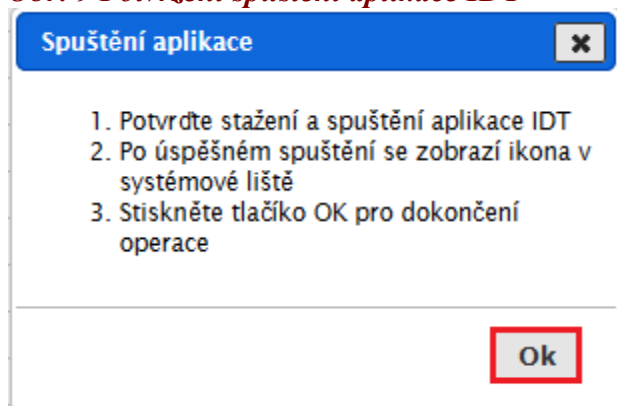 Spuštění aplikace
1. Potvrďte stažení a spuštění aplikace IDT
2. Po úspěšném spuštění se zobrazí ikona v
systémové liště
3. Stiskněte tlačíko OK pro dokončení
operace
Ok